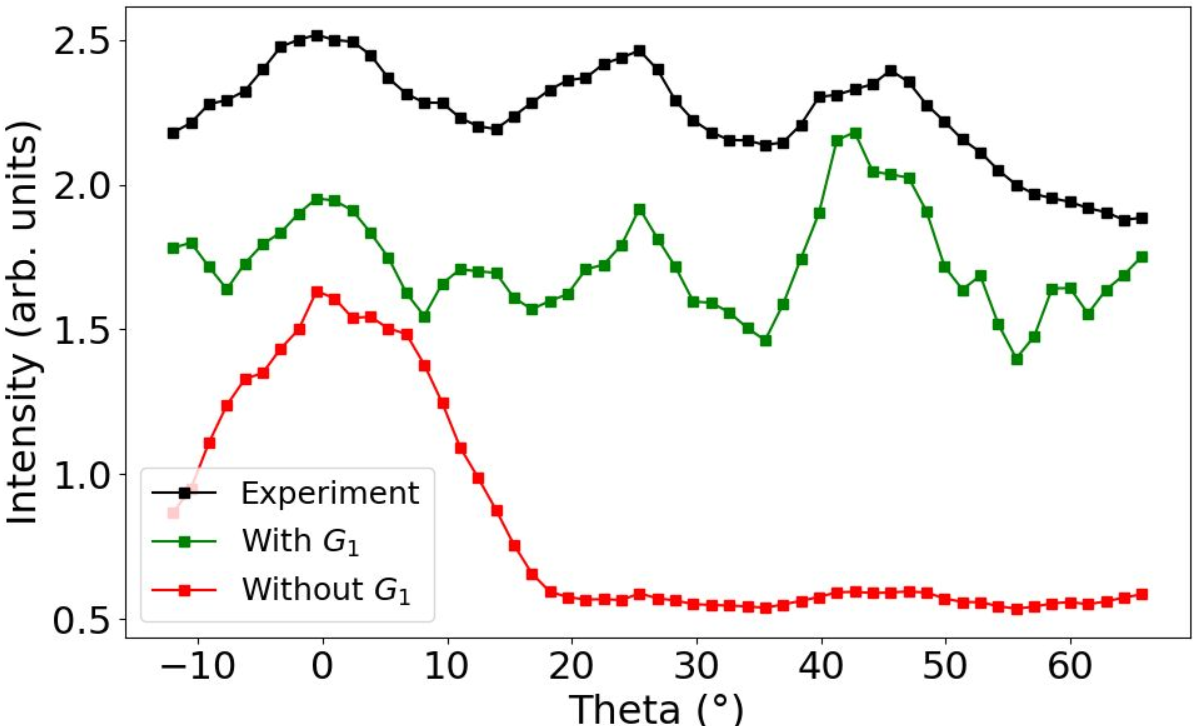 2.5
2.0
1.5
1.0
0.5
Intensity (arb. units)
Experiment
With G₁
Without G₁
−10 0 10 20 30 40 50 60
Theta (°)